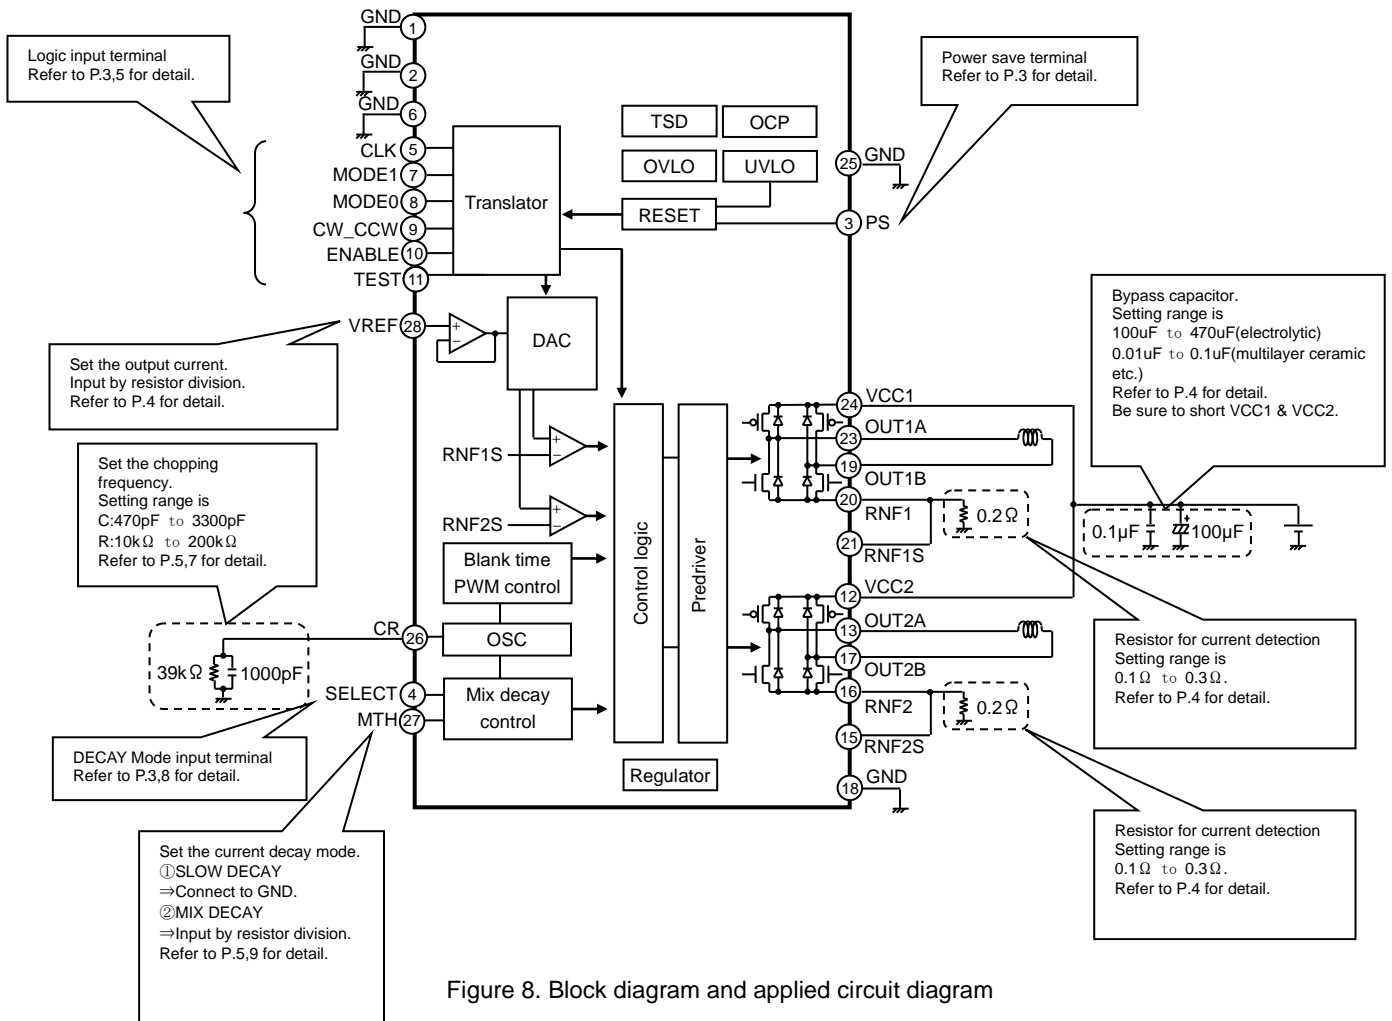 GND
1
Logic input terminal
Refer to P.3,5 for detail.
GND
2
GND
6
CLK 5
MODE1 7
MODE0 8
CW_CCW 9
ENABLE 10
TEST 11
Translator
TSD
OCP
OVLO
UVLO
RESET
Power save terminal
Refer to P.3 for detail.
25 GND
3 PS
VREF 28
+
−
DAC
Set the output current.
Input by resistor division.
Refer to P.4 for detail.
Bypass capacitor.
Setting range is
100uF to 470uF(electrolytic)
0.01uF to 0.1uF(multilayer ceramic
etc.)
Refer to P.4 for detail.
Be sure to short VCC1 & VCC2.
Set the chopping
frequency.
Setting range is
C:470pF to 3300pF
R:10kΩ to 200kΩ
Refer to P.5,7 for detail.
RNF1S
+
−
RNF2S
+
−
Blank time
PWM control
OSC
Mix decay
control
Control logic
Predriver
Regulator
24 VCC1
23 OUT1A
19 OUT1B
20 RNF1
21 RNF1S
0.2Ω
0.1µF
+
100µF
12 VCC2
13 OUT2A
17 OUT2B
16 RNF2
15 RNF2S
0.2Ω
18 GND
CR 26
39kΩ
1000pF
SELECT 4
MTH 27
DECAY Mode input terminal
Refer to P.3,8 for detail.
Set the current decay mode.
①SLOW DECAY
⇒Connect to GND.
②MIX DECAY
⇒Input by resistor division.
Refer to P.5,9 for detail.
Resistor for current detection
Setting range is
0.1Ω to 0.3Ω.
Refer to P.4 for detail.
Resistor for current detection
Setting range is
0.1Ω to 0.3Ω.
Refer to P.4 for detail.
Figure 8. Block diagram and applied circuit diagram